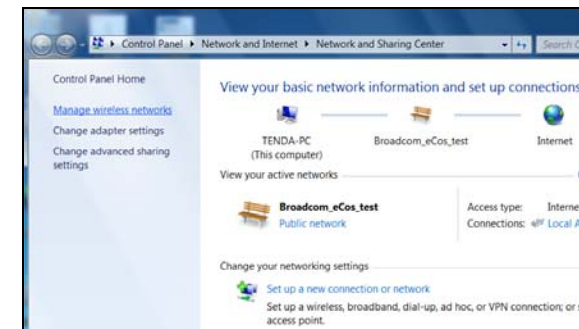 Control Panel Network and Internet Network and Sharing Center Search
Control Panel Home
Manage wireless networks
Change adapter settings
Change advanced sharing
settings
View your basic network information and set up connections
TENDA-PC
(This computer)
Broadcom_eCos_test
Internet
View your active networks
Broadcom_eCos_test
Public network
Access type: Interne
Connections: Local A
Change your networking settings
Set up a new connection or network
Set up a wireless, broadband, dial-up, ad hoc, or VPN connection; or
access point.